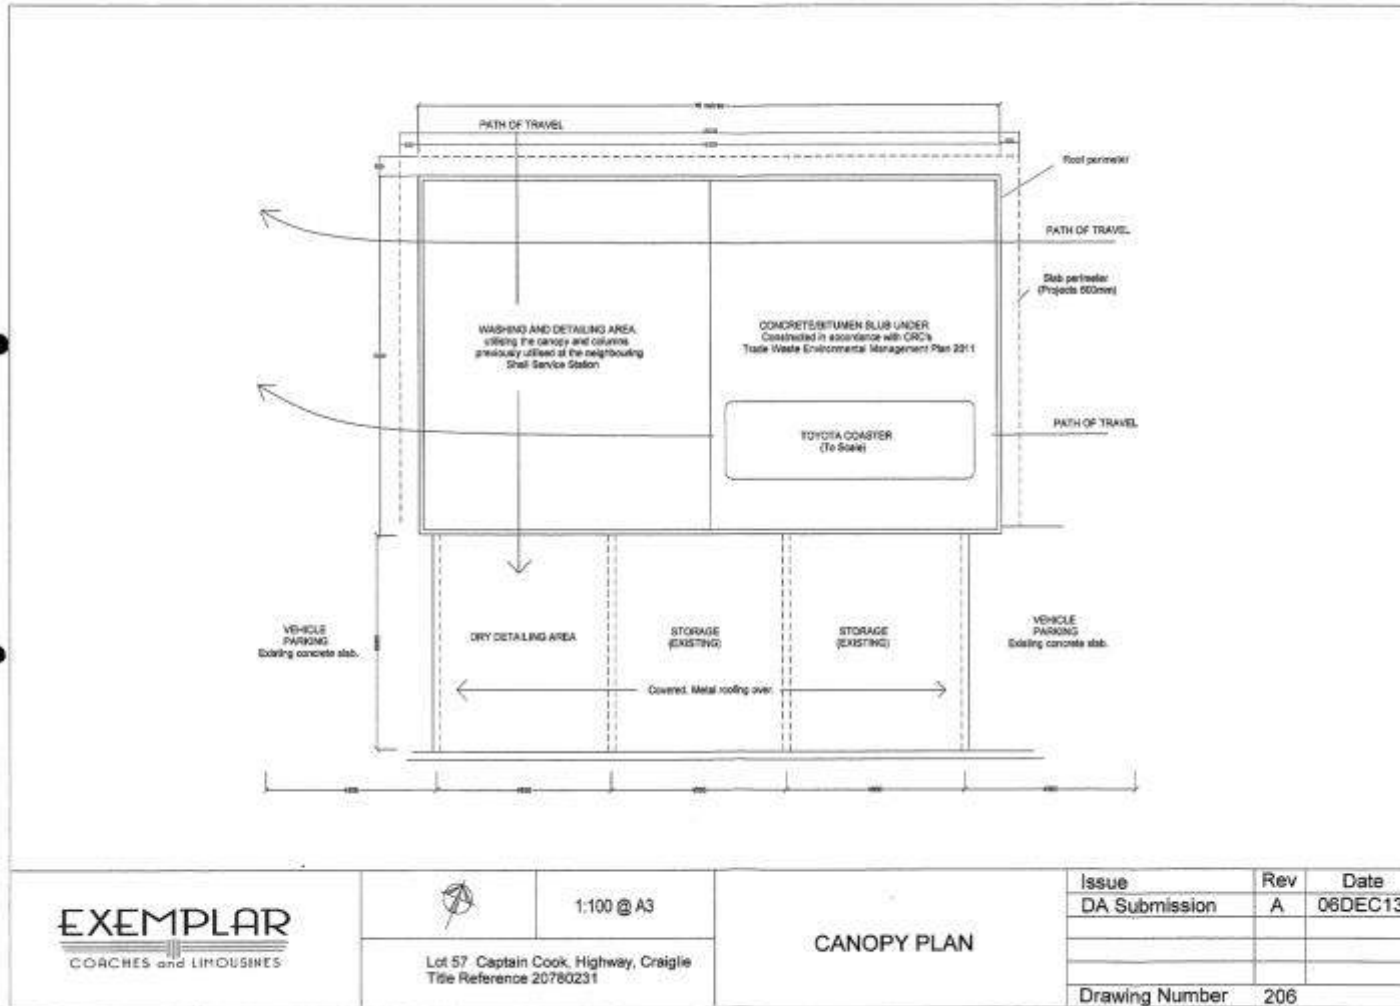 PATH OF TRAVEL
Roof perimeter
PATH OF TRAVEL
Slab perimeter
(Projects 600mm)
WASHING AND DETAILING AREA
utilising the canopy and columns
previously utilised at the neighbouring
Shell Service Station
CONCRETE/BITUMEN SLUB UNDER
Constructed in accordance with CRC's
Trade Waste Environmental Management Plan 2011
TOYOTA COASTER
(To Scale)
PATH OF TRAVEL
VEHICLE
PARKING
Existing concrete slab.
DRY DETAILING AREA
STORAGE
(EXISTING)
STORAGE
(EXISTING)
VEHICLE
PARKING
Existing concrete slab.
Covered. Metal roofing over.
EXEMPLAR
COACHES and LIMOUSINES
1:100 @ A3
Lot 57 Captain Cook, Highway, Craiglie
Title Reference 20780231
CANOPY PLAN
Issue Rev Date
DA Submission A 06DEC13
Drawing Number 206